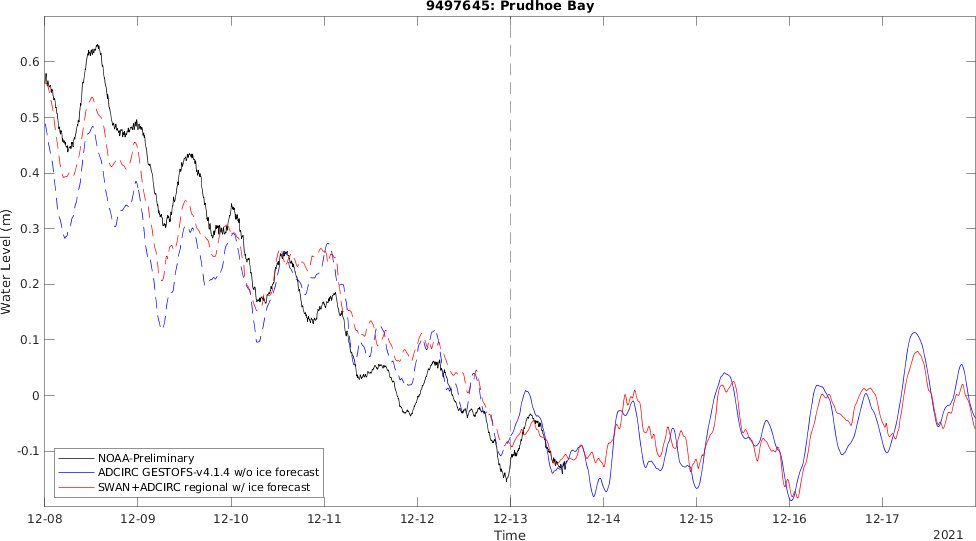 9497645: Prudhoe Bay
0.6
0.5
0.4
0.3
0.2
0.1
0
-0.1
Water Level (m)
NOAA-Preliminary
ADCIRC GESTOFS-v4.1.4 w/o ice forecast
SWAN+ADCIRC regional w/ ice forecast
12-08 12-09 12-10 12-11 12-12 12-13 12-14 12-15 12-16 12-17
Time
2021